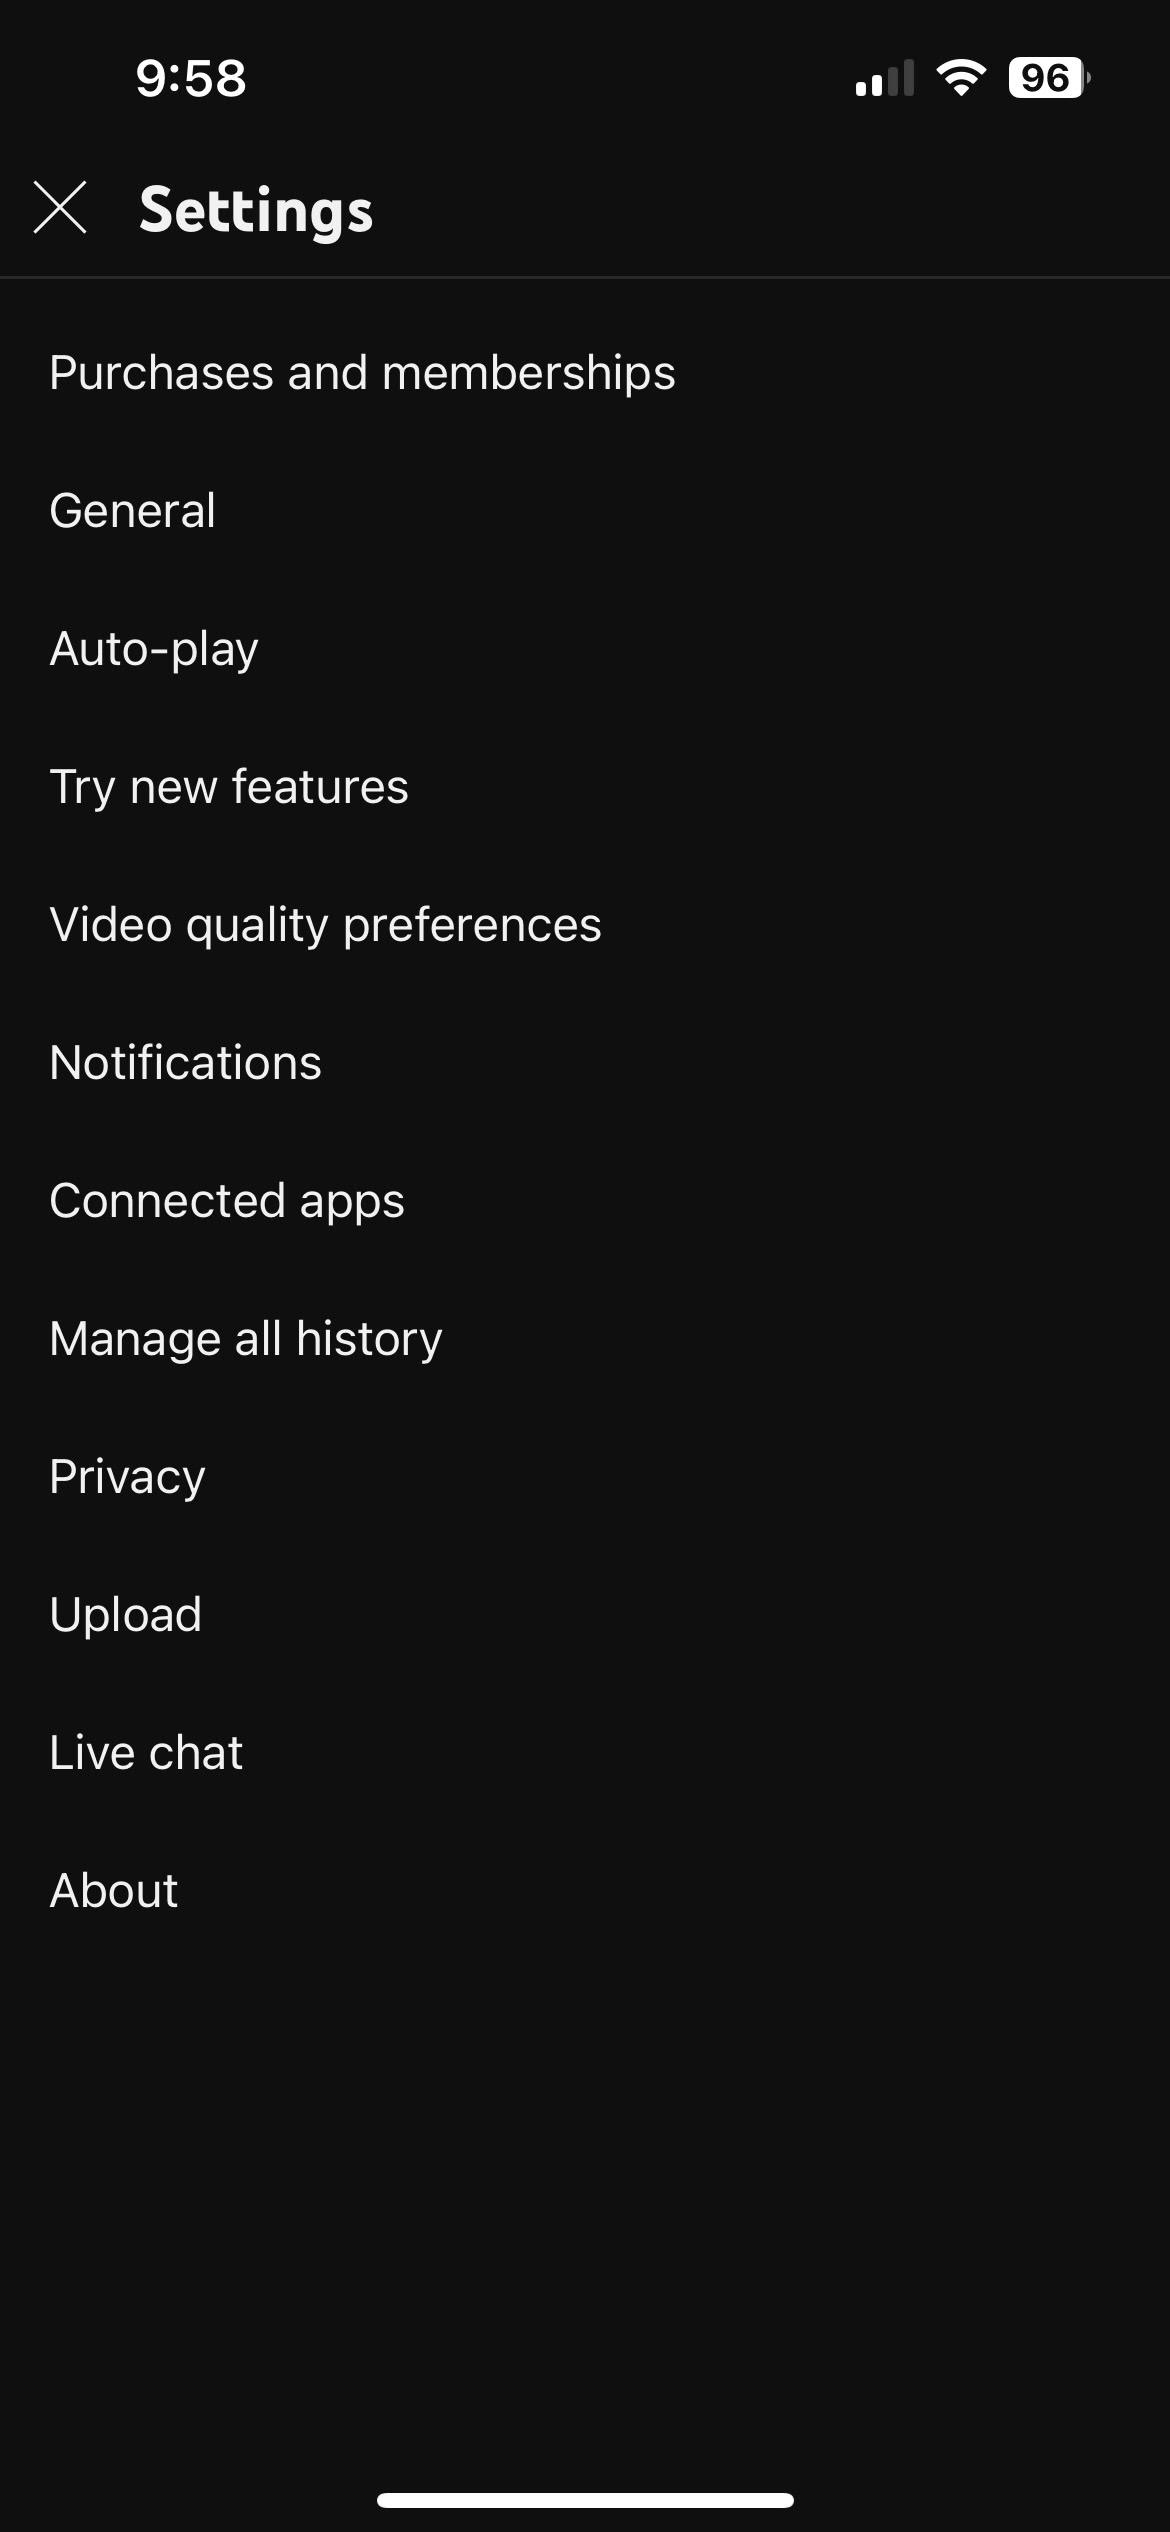 9:58
96
Settings
Purchases and memberships
General
Auto-play
Try new features
Video quality preferences
Notifications
Connected apps
Manage all history
Privacy
Upload
Live chat
About